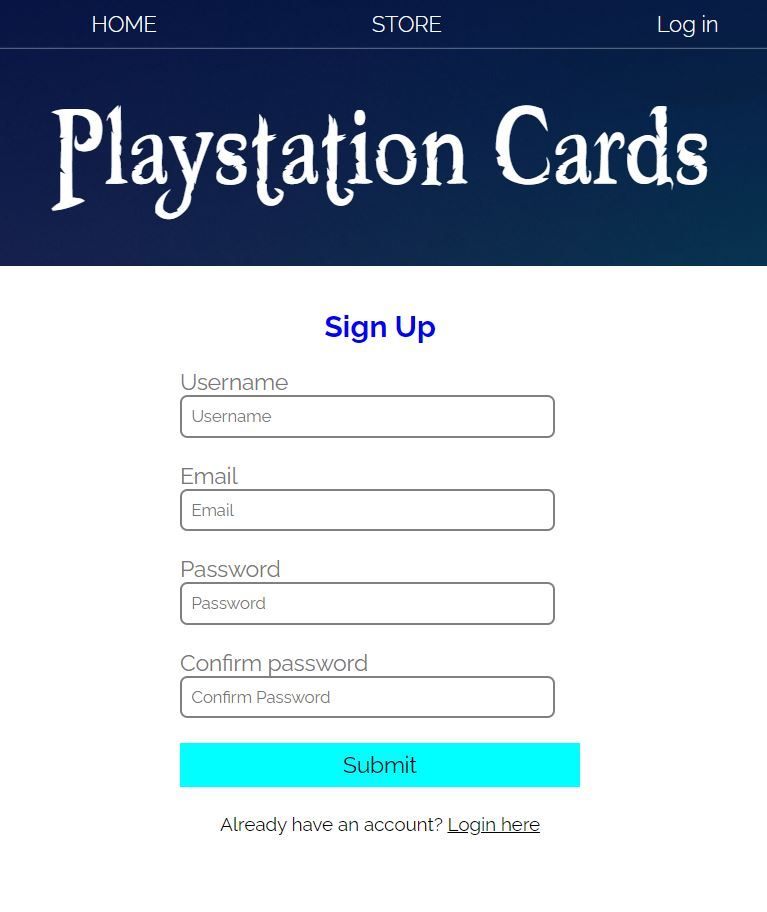 HOME STORE Log in
Playstation Cards
Sign Up
Username
Username
Email
Email
Password
Password
Confirm password
Confirm Password
Submit
Already have an account? Login here